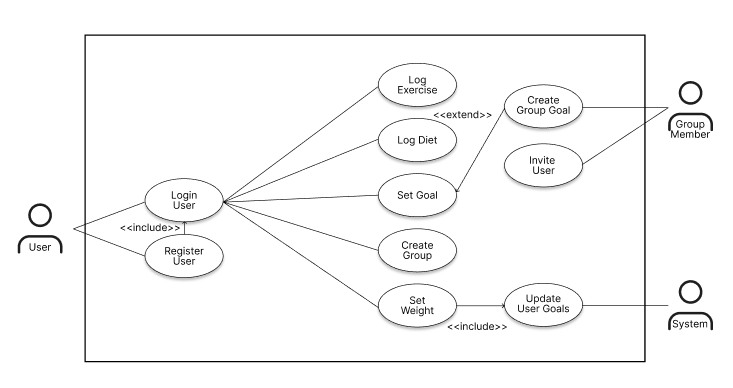 Log
Exercise
<<extend>>
Create
Group Goal
Group
Member
Log Diet
Invite
User
Login
User
Set Goal
<<include>>
User
Register
User
Create
Group
Set
Weight
Update
User Goals
<<include>>
System